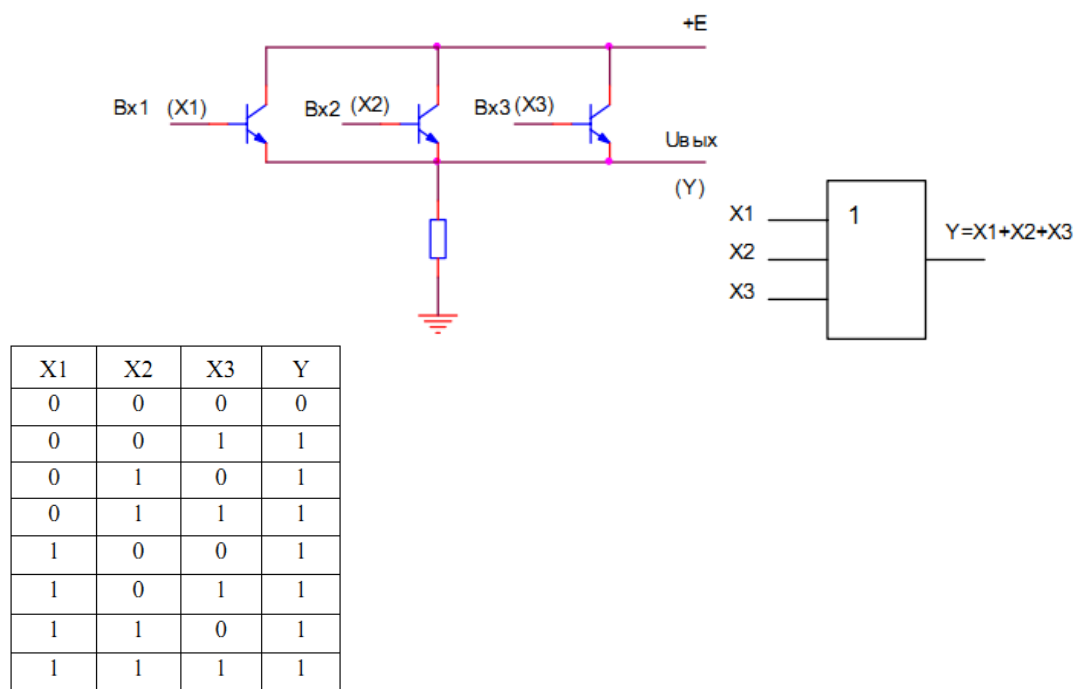 +E
Вх1 (X1)
Вх2 (X2)
Вх3 (X3)
Uвых
(Y)
X1
X2
X3
1
Y=X1+X2+X3
X1 X2 X3 Y
0 0 0 0
0 0 1 1
0 1 0 1
0 1 1 1
1 0 0 1
1 0 1 1
1 1 0 1
1 1 1 1